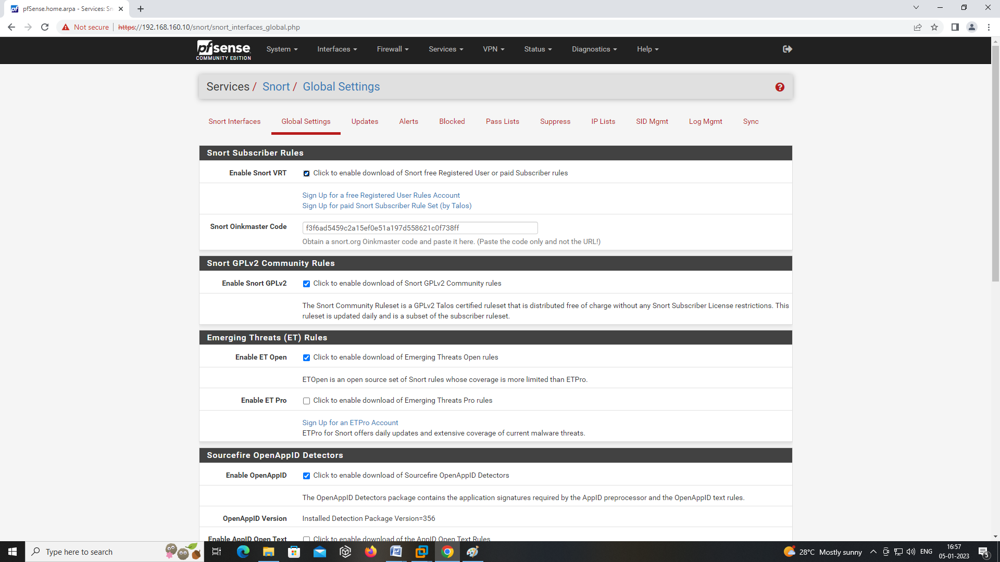 pfSense.home.arpa - Services: Sn
Not secure
https://192.168.160.10/snort/snort_interfaces_global.php
pfsense
COMMUNITY EDITION
System
Interfaces
Firewall
Services
VPN
Status
Diagnostics
Help
Services / Snort / Global Settings
Snort Interfaces
Global Settings
Updates
Alerts
Blocked
Pass Lists
Suppress
IP Lists
SID Mgmt
Log Mgmt
Sync
Snort Subscriber Rules
Enable Snort VRT
Click to enable download of Snort free Registered User or paid Subscriber rules
Sign Up for a free Registered User Rules Account
Sign Up for paid Snort Subscriber Rule Set (by Talos)
Snort Oinkmaster Code
f3f6ad5459c2a15ef0e51a197d558621c0f738ff
Obtain a snort.org Oinkmaster code and paste it here. (Paste the code only and not the URL!)
Snort GPLv2 Community Rules
Enable Snort GPLv2
Click to enable download of Snort GPLv2 Community rules
The Snort Community Ruleset is a GPLv2 Talos certified ruleset that is distributed free of charge without any Snort Subscriber License restrictions. This
ruleset is updated daily and is a subset of the subscriber ruleset.
Emerging Threats (ET) Rules
Enable ET Open
Click to enable download of Emerging Threats Open rules
ETOpen is an open source set of Snort rules whose coverage is more limited than ETPro.
Enable ET Pro
Click to enable download of Emerging Threats Pro rules
Sign Up for an ETPro Account
ETPro for Snort offers daily updates and extensive coverage of current malware threats.
Sourcefire OpenAppID Detectors
Enable OpenAppID
Click to enable download of Sourcefire OpenAppID Detectors
The OpenAppID Detectors package contains the application signatures required by the AppID preprocessor and the OpenAppID text rules.
OpenAppID Version
Installed Detection Package Version=356
Enable AppID Open Text
Click to enable download of the AppID Open Text Rules
Type here to search
28°C Mostly sunny
ENG
16:57
05-01-2023
5